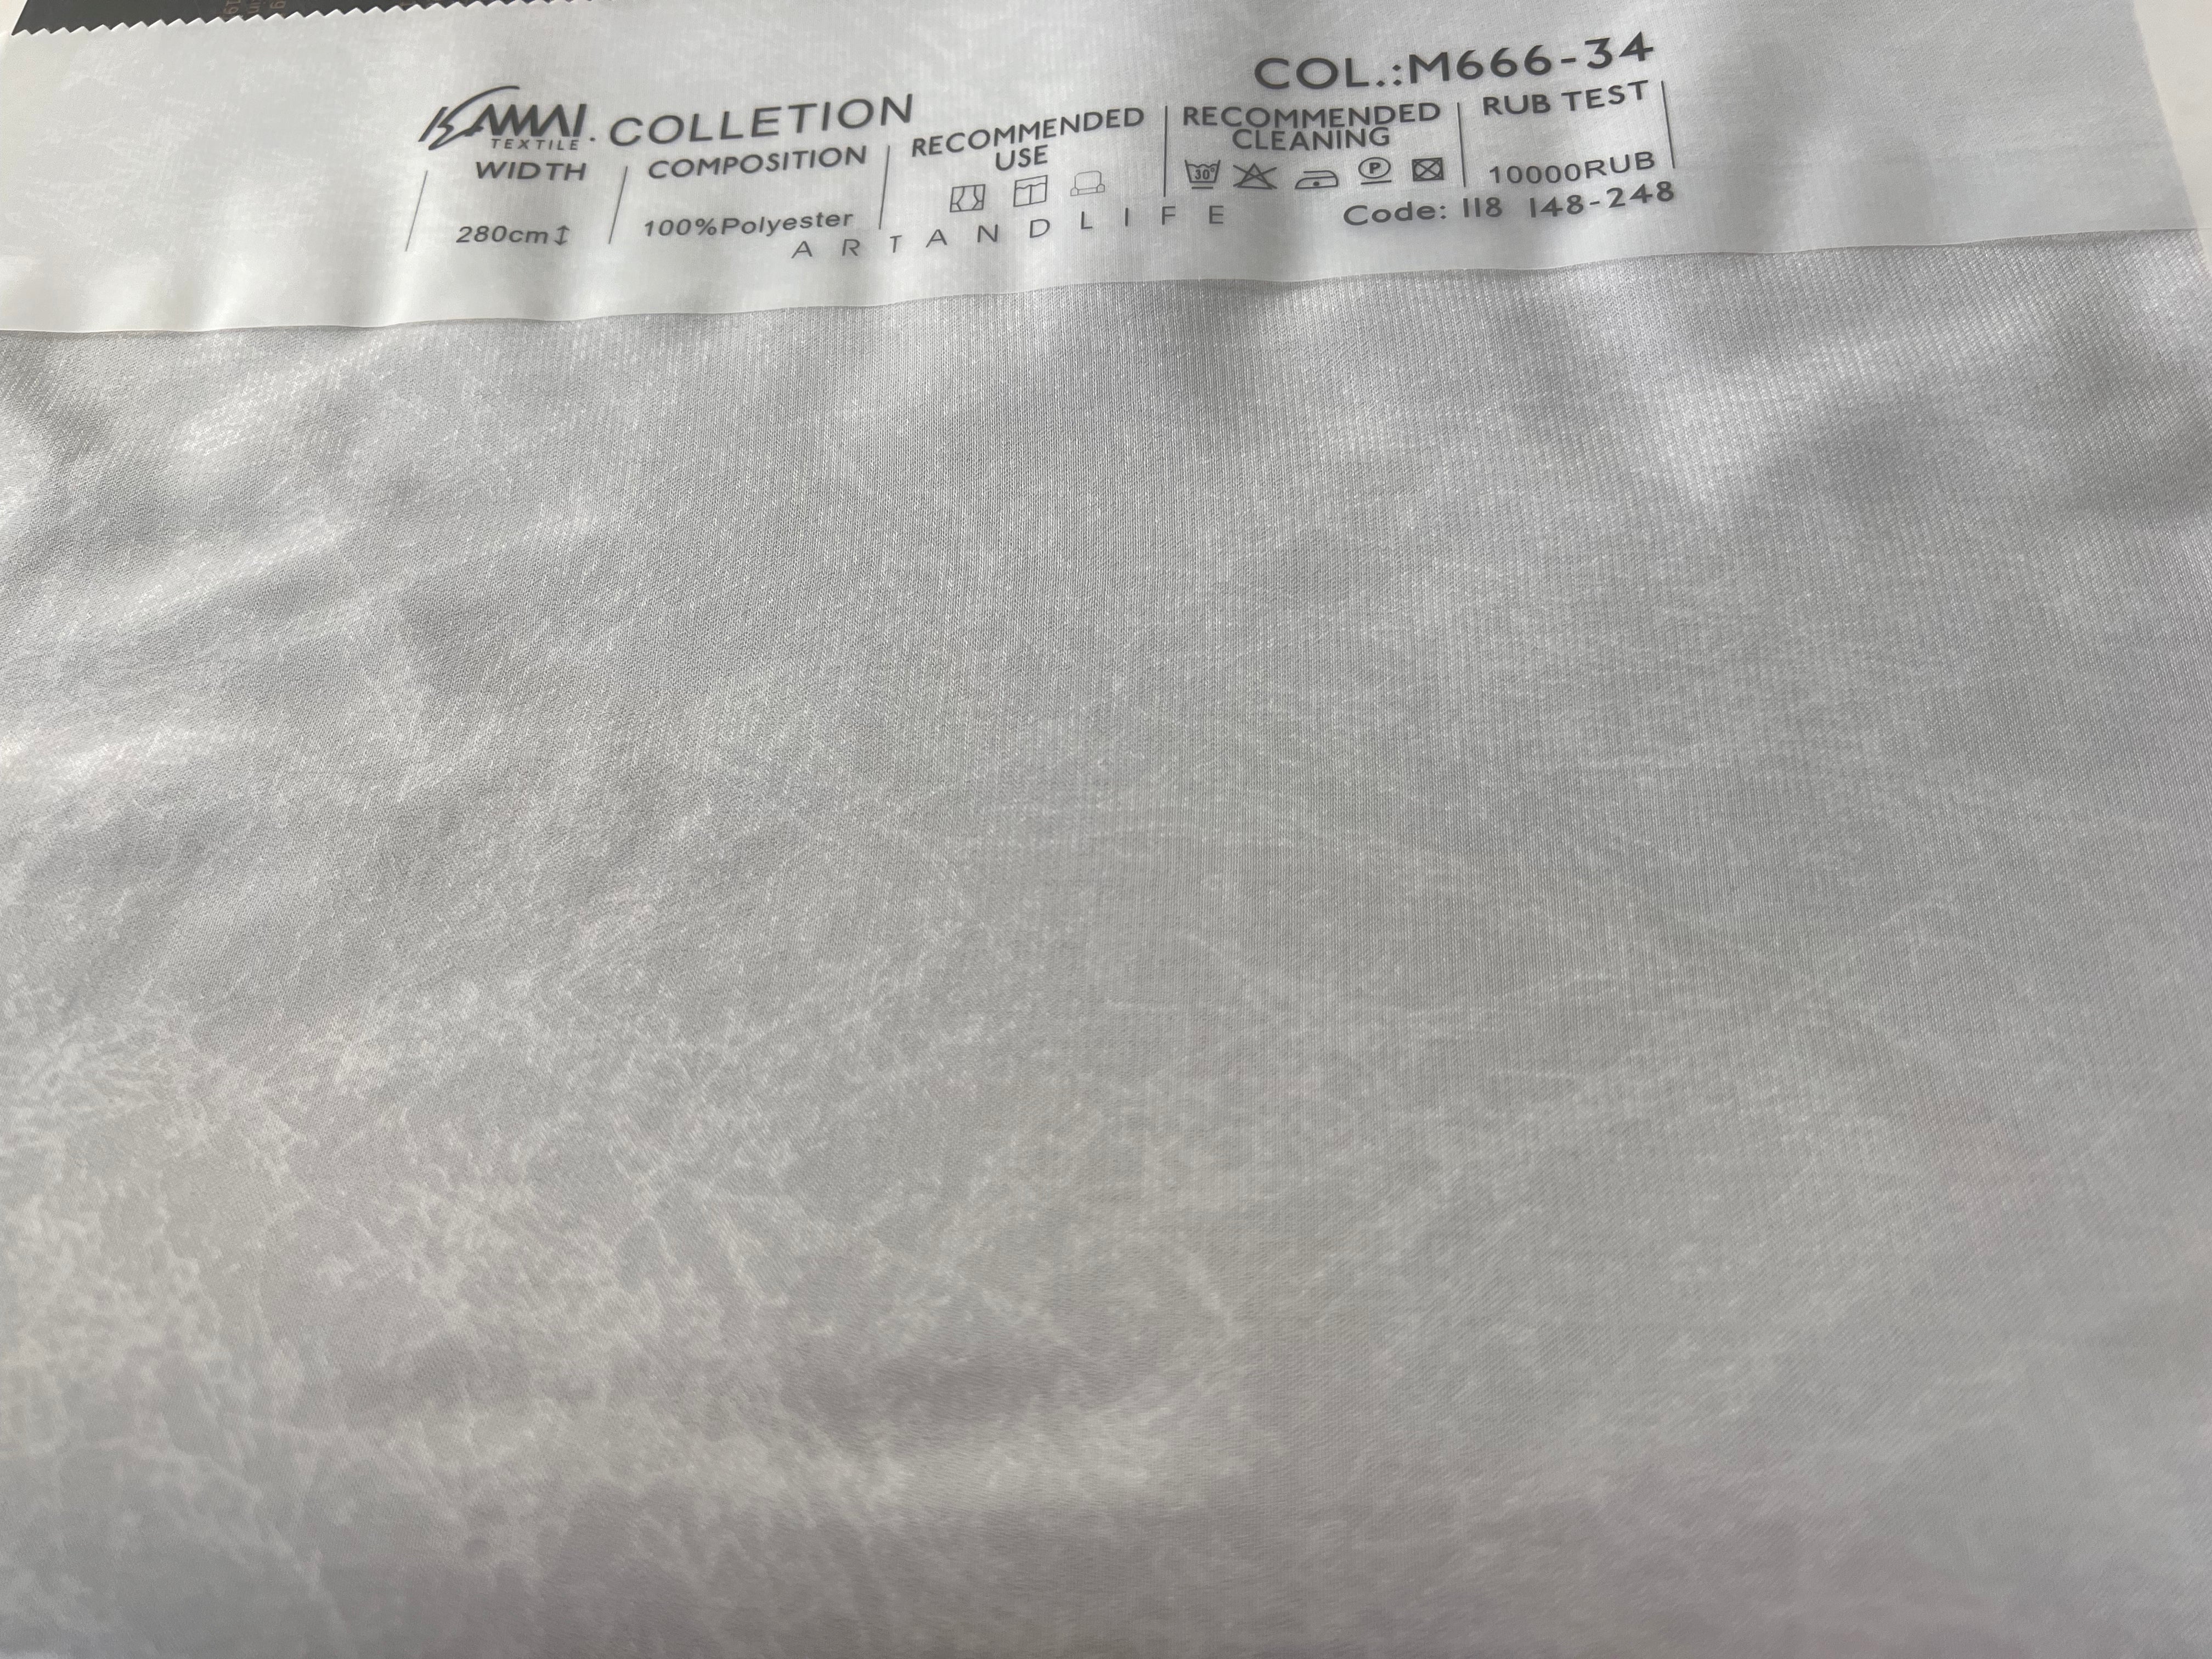 COL.:M666-34
KAMAI TEXTILE. COLLETION
WIDTH
280cm
COMPOSITION
100%Polyester
RECOMMENDED
USE
RECOMMENDED
CLEANING
30°
P
RUB TEST
10000RUB
ARTANDLIFE
Code: 118 148-248